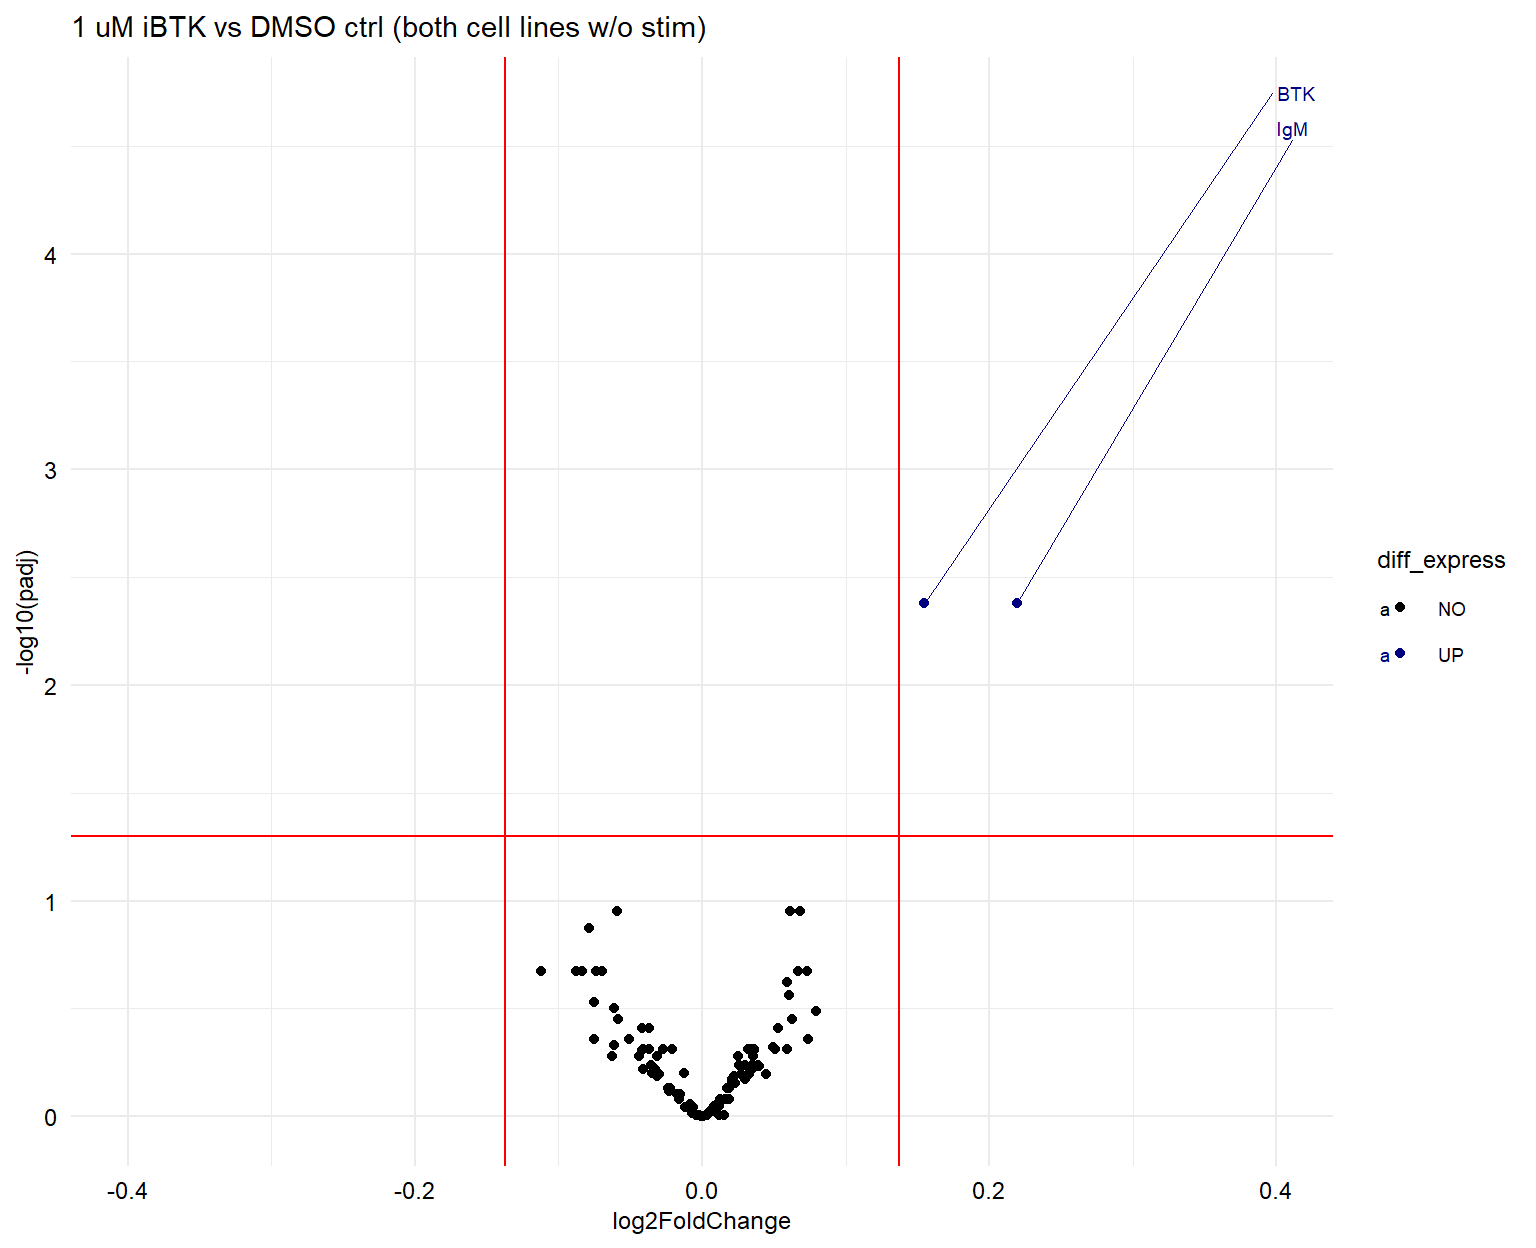 1 uM iBTK vs DMSO ctrl (both cell lines w/o stim)
BTK
IgM
4
3
2
1
0
-log10(padj)
-0.4
-0.2
0.0
0.2
0.4
log2FoldChange
diff_express
a NO
a UP